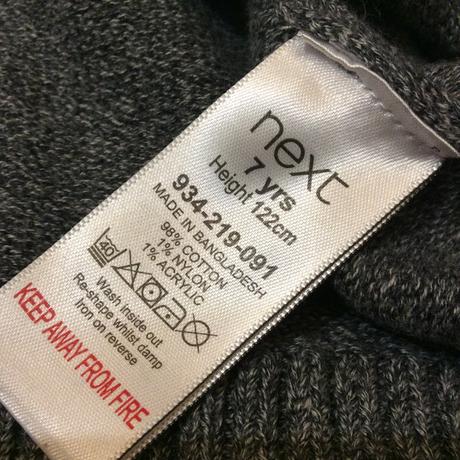 next
7 yrs
Height 122cm
934-219-091
MADE IN BANGLADESH
98% COTTON
1% NYLON
1% ACRYLIC
40
Wash inside out
Re-shape whilst damp
Iron on reverse
KEEP AWAY FROM FIRE